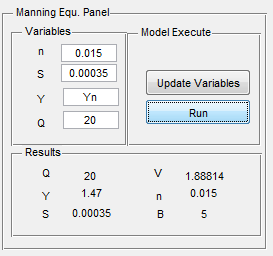 Manning Equ. Panel
Variables
Model Execute
n 0.015
S 0.00035
Y Yn
Q 20
Update Variables
Run
Results
Q 20 V 1.88814
Y 1.47 n 0.015
S 0.00035 B 5